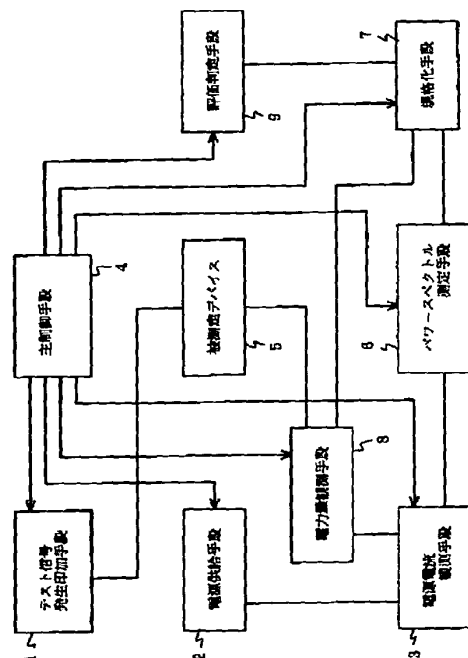 テスト信号
発生印加手段
1
電源供給手段
2
電源電流
観測手段
3
主制御手段
4
被測定デバイス
5
パワースペクトル
測定手段
6
規格化手段
7
電力量観測手段
8
評価判定手段
9